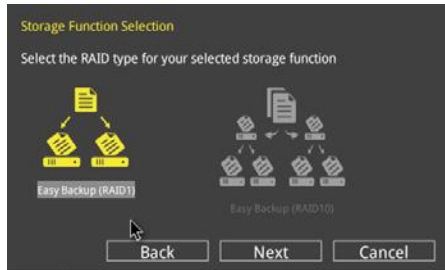 Storage Function Selection
Select the RAID type for your selected storage function
Easy Backup (RAID1)
Easy Backup (RAID10)
Back
Next
Cancel